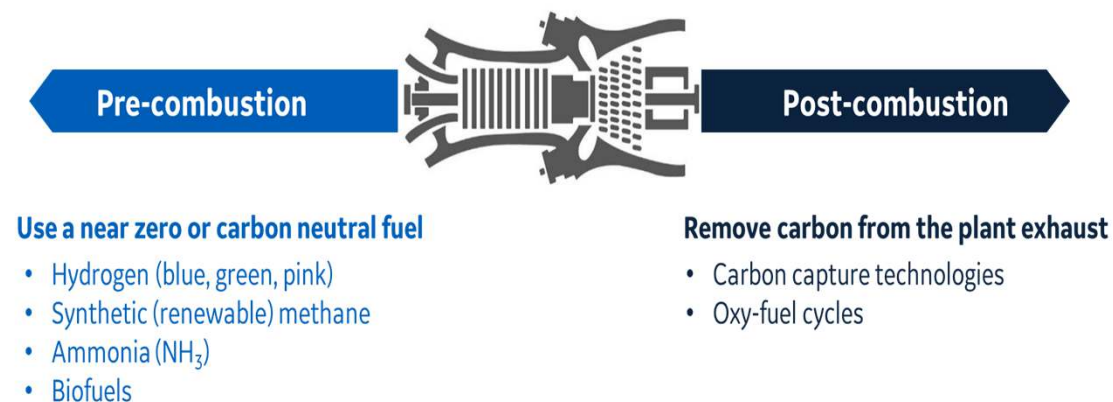 Pre-combustion
Post-combustion
Use a near zero or carbon neutral fuel
• Hydrogen (blue, green, pink)
• Synthetic (renewable) methane
• Ammonia (NH₃)
• Biofuels
Remove carbon from the plant exhaust
• Carbon capture technologies
• Oxy-fuel cycles